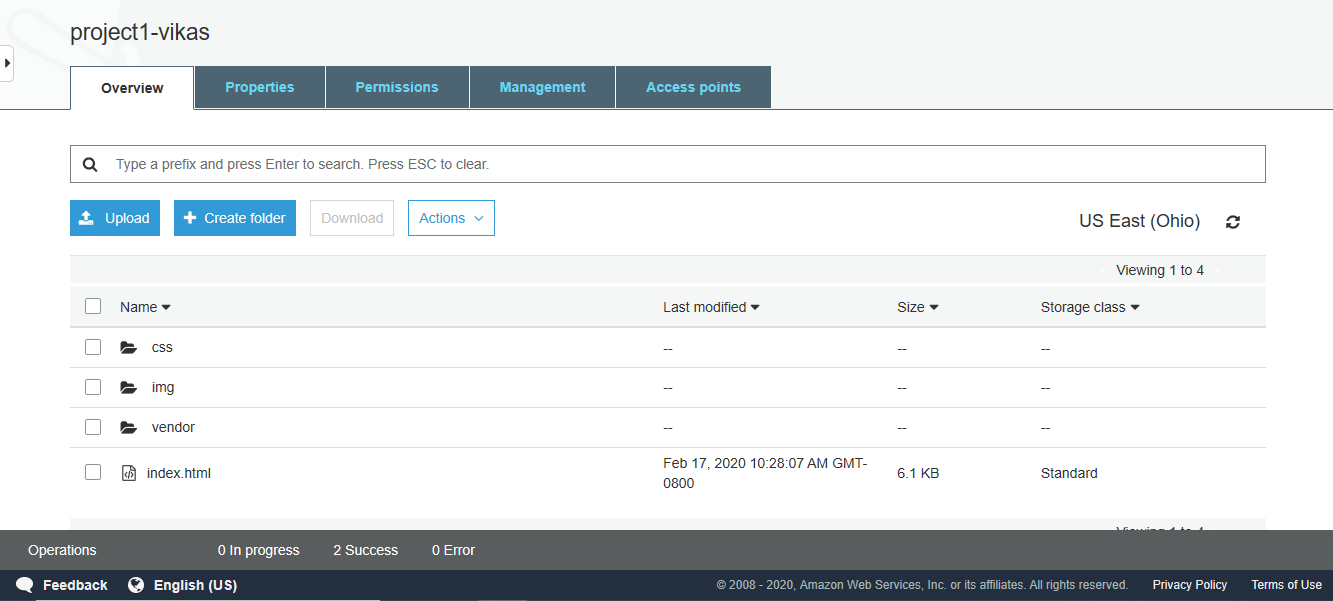 project1-vikas
Overview Properties Permissions Management Access points
Type a prefix and press Enter to search. Press ESC to clear.
Upload Create folder Download Actions US East (Ohio)
Viewing 1 to 4
Name Last modified Size Storage class
css -- -- --
img -- -- --
vendor -- -- --
index.html Feb 17, 2020 10:28:07 AM GMT-
0800 6.1 KB Standard
Viewing 1 to 4
Operations 0 In progress 2 Success 0 Error
Feedback English (US) © 2008 - 2020, Amazon Web Services, Inc. or its affiliates. All rights reserved. Privacy Policy Terms of Use